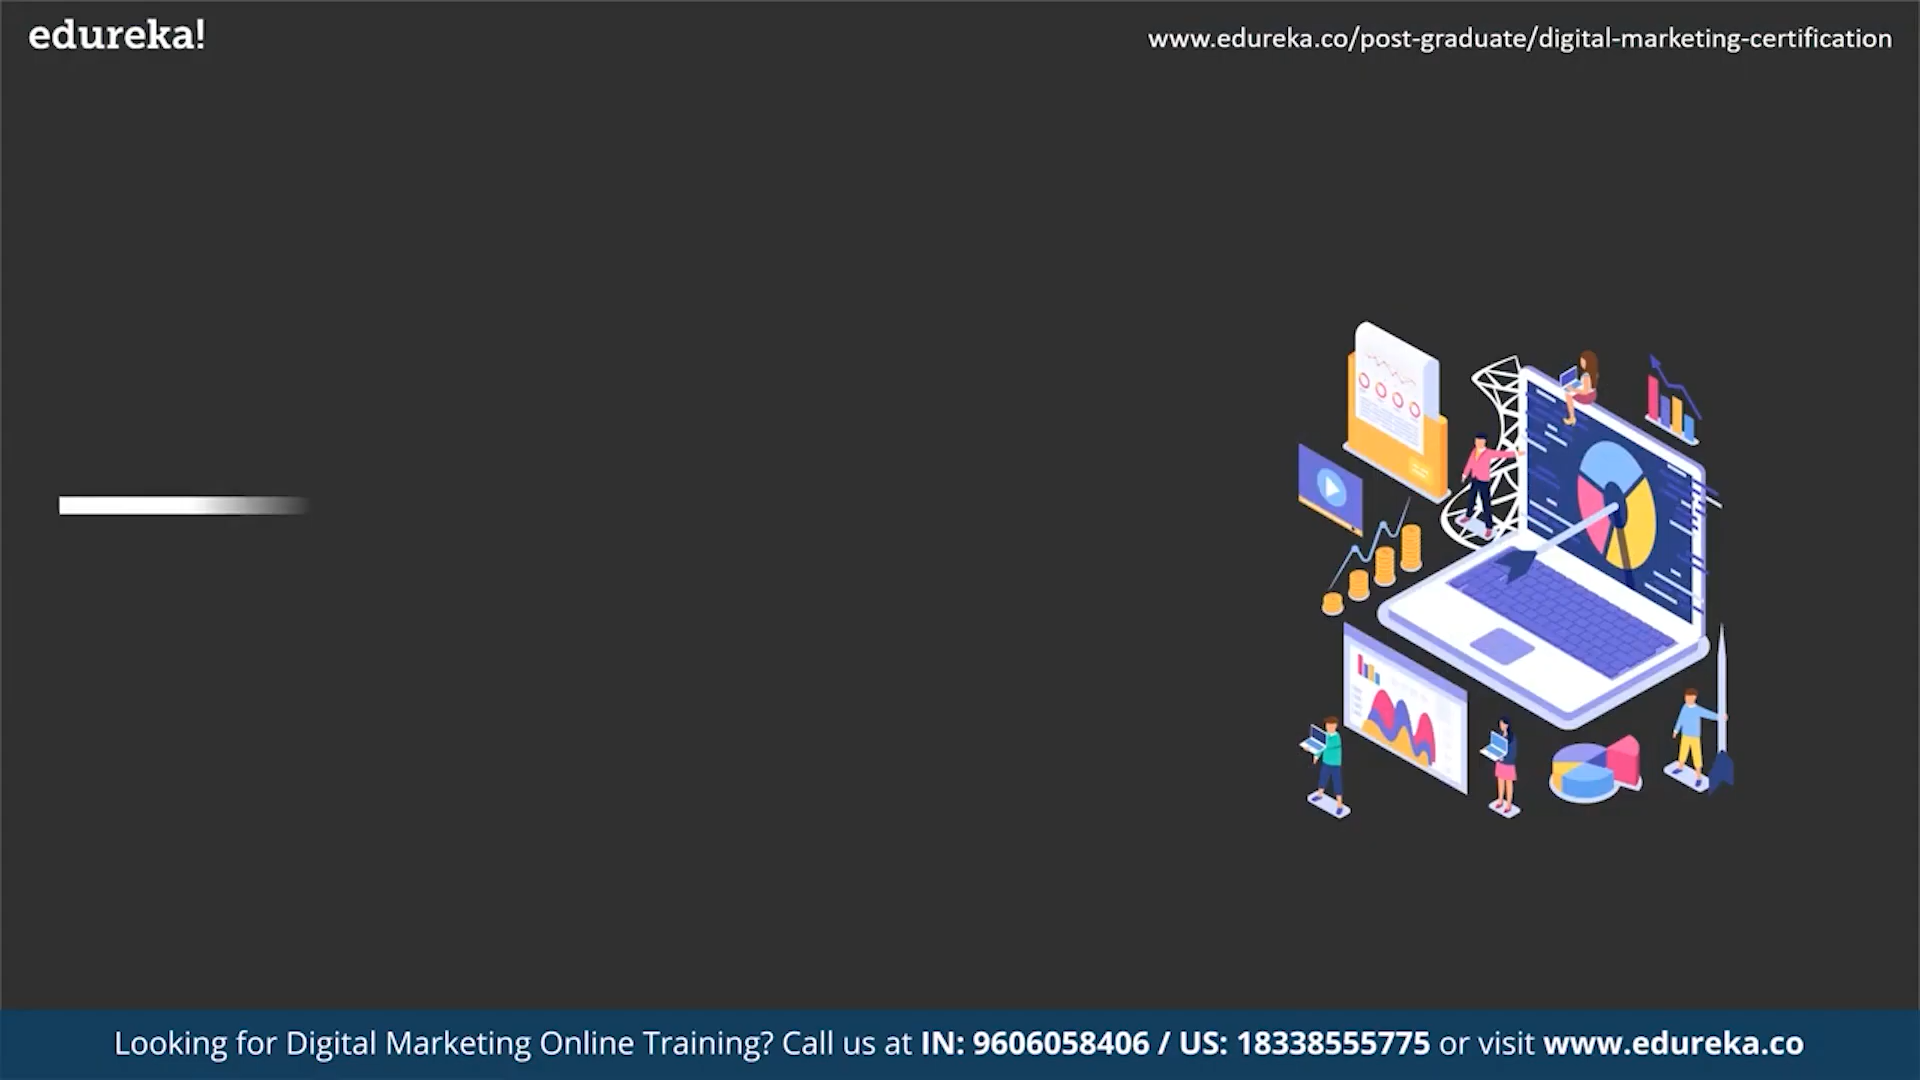 edureka!
www.edureka.co/post-graduate/digital-marketing-certification
Looking for Digital Marketing Online Training? Call us at IN: 9606058406 / US: 18338555775 or visit www.edureka.co